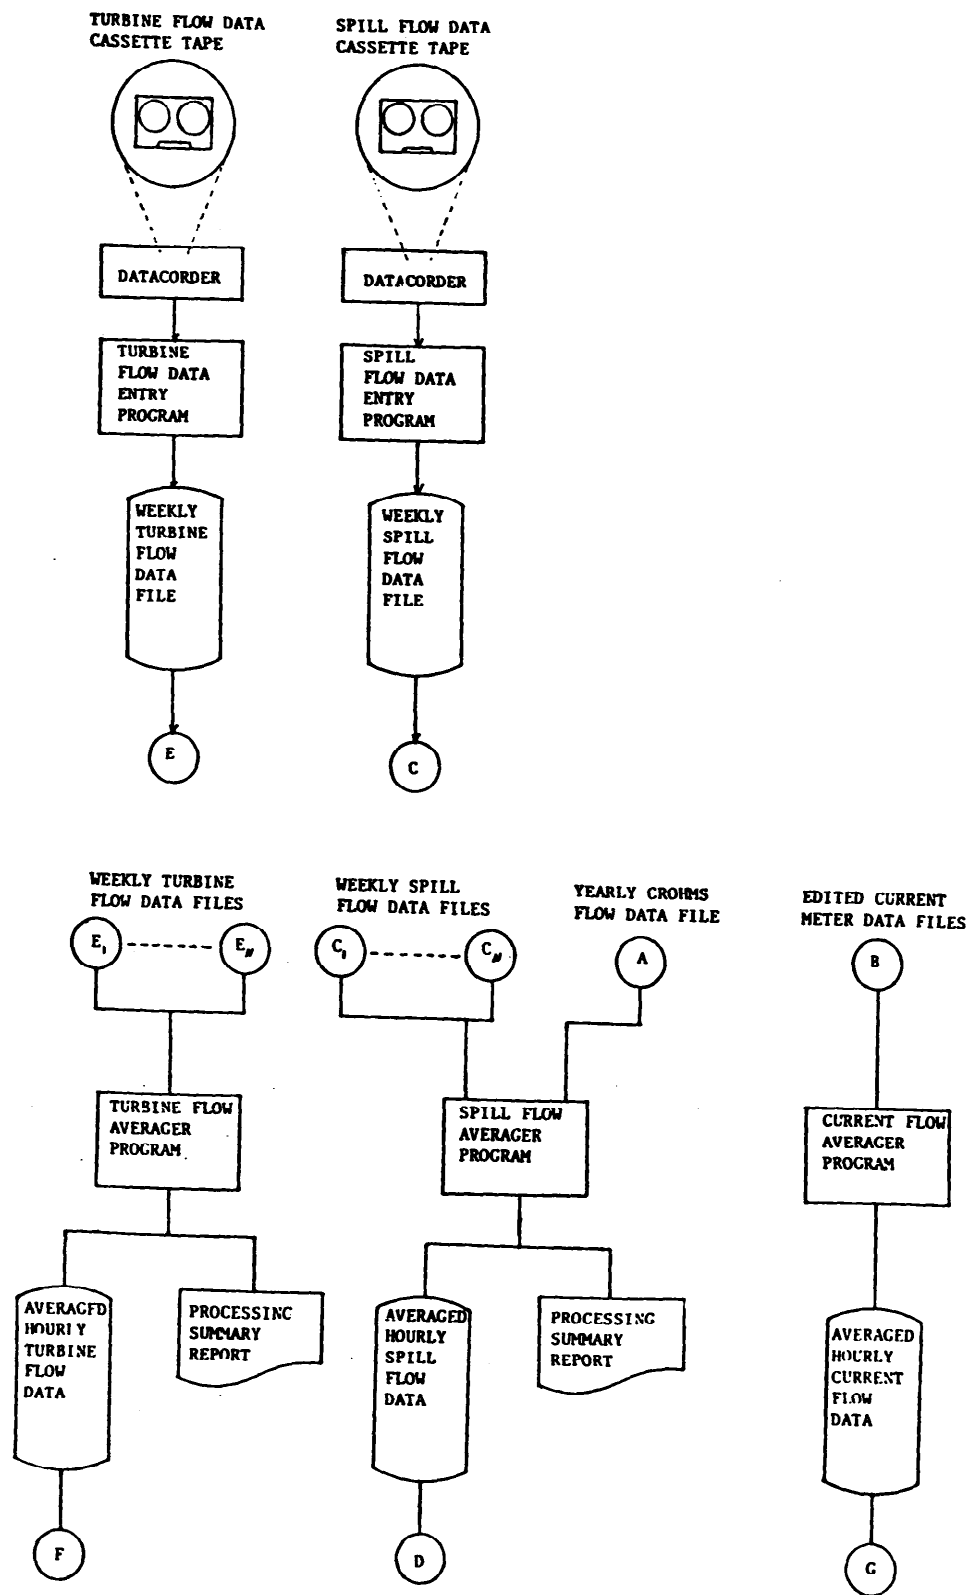 TURBINE FLOW DATA
CASSETTE TAPE
SPILL FLOW DATA
CASSETTE TAPE
DATACORDER
DATACORDER
TURBINE
FLOW DATA
ENTRY
PROGRAM
SPILL
FLOW DATA
ENTRY
PROGRAM
WEEKLY
TURBINE
FLOW
DATA
FILE
WEEKLY
SPILL
FLOW
DATA
FILE
E
C
WEEKLY TURBINE
FLOW DATA FILES
WEEKLY SPILL
FLOW DATA FILES
YEARLY CROHMS
FLOW DATA FILE
EDITED CURRENT
METER DATA FILES
E₁
E_N
C₁
C_N
A
B
TURBINE FLOW
AVERAGER
PROGRAM
SPILL FLOW
AVERAGER
PROGRAM
CURRENT FLOW
AVERAGER
PROGRAM
AVERAGED
HOURLY
TURBINE
FLOW
DATA
PROCESSING
SUMMARY
REPORT
AVERAGED
HOURLY
SPILL
FLOW
DATA
PROCESSING
SUMMARY
REPORT
AVERAGED
HOURLY
CURRENT
FLOW
DATA
F
D
G